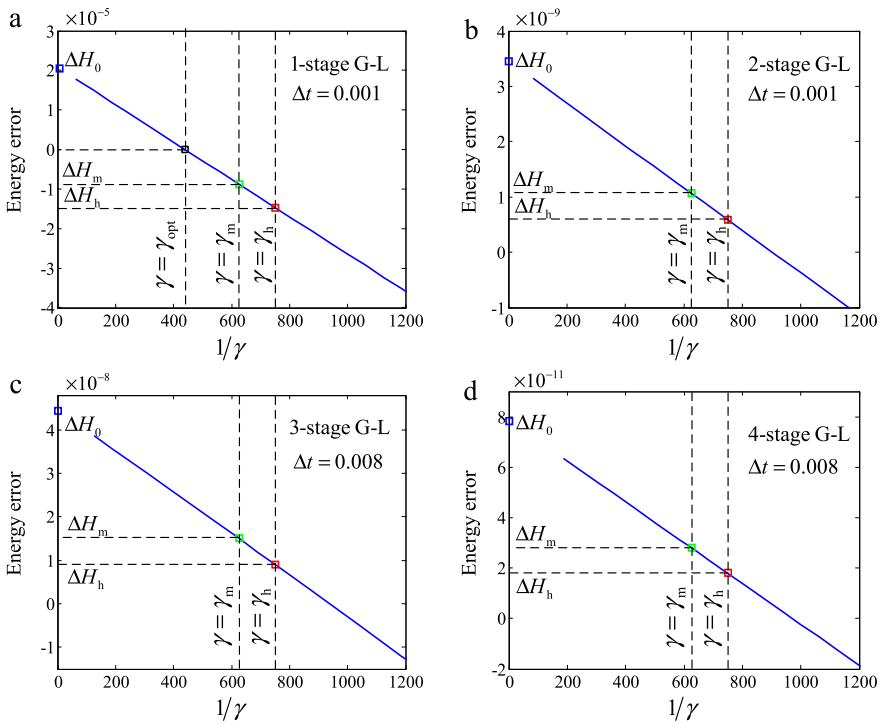 a
×10⁻⁵
3
2
1
0
-1
-2
-3
-4
0 200 400 600 800 1000 1200
Energy error
1/γ
ΔH₀
1-stage G-L
Δt = 0.001
ΔHₘ
ΔHₕ
γ = γ_opt
γ = γₘ
γ = γₕ
b
×10⁻⁹
4
3
2
1
0
-1
0 200 400 600 800 1000 1200
Energy error
1/γ
ΔH₀
2-stage G-L
Δt = 0.001
ΔHₘ
ΔHₕ
γ = γₘ
γ = γₕ
c
×10⁻⁸
4
3
2
1
0
-1
0 200 400 600 800 1000 1200
Energy error
1/γ
ΔH₀
3-stage G-L
Δt = 0.008
ΔHₘ
ΔHₕ
γ = γₘ
γ = γₕ
d
×10⁻¹¹
8
6
4
2
0
-2
0 200 400 600 800 1000 1200
Energy error
1/γ
ΔH₀
4-stage G-L
Δt = 0.008
ΔHₘ
ΔHₕ
γ = γₘ
γ = γₕ